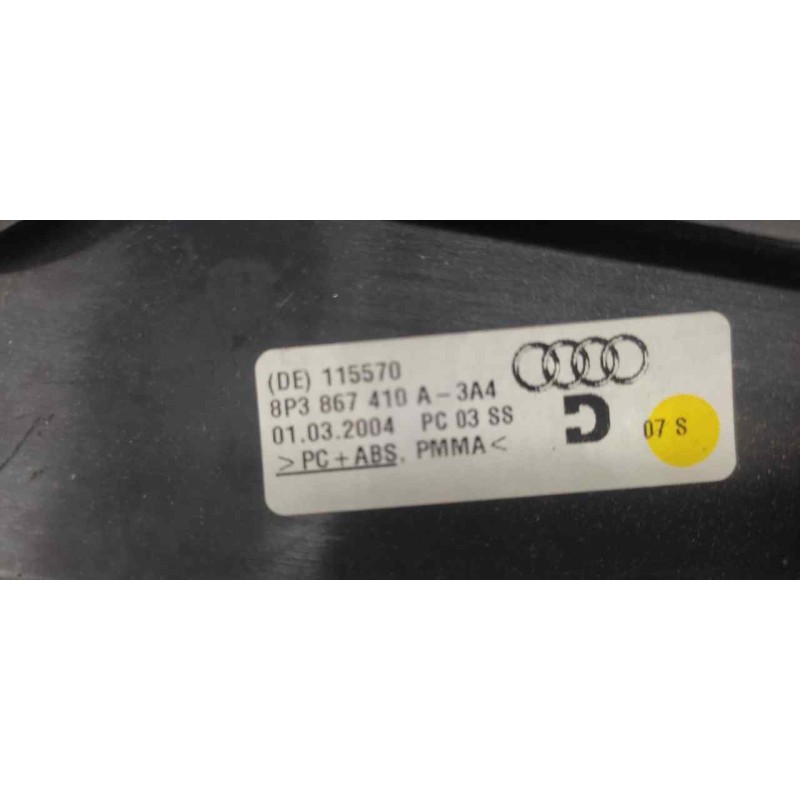 (DE) 115570
8P3 867 410 A-3A4
01.03.2004 PC 03 SS
>PC+ABS. PMMA<
07 S